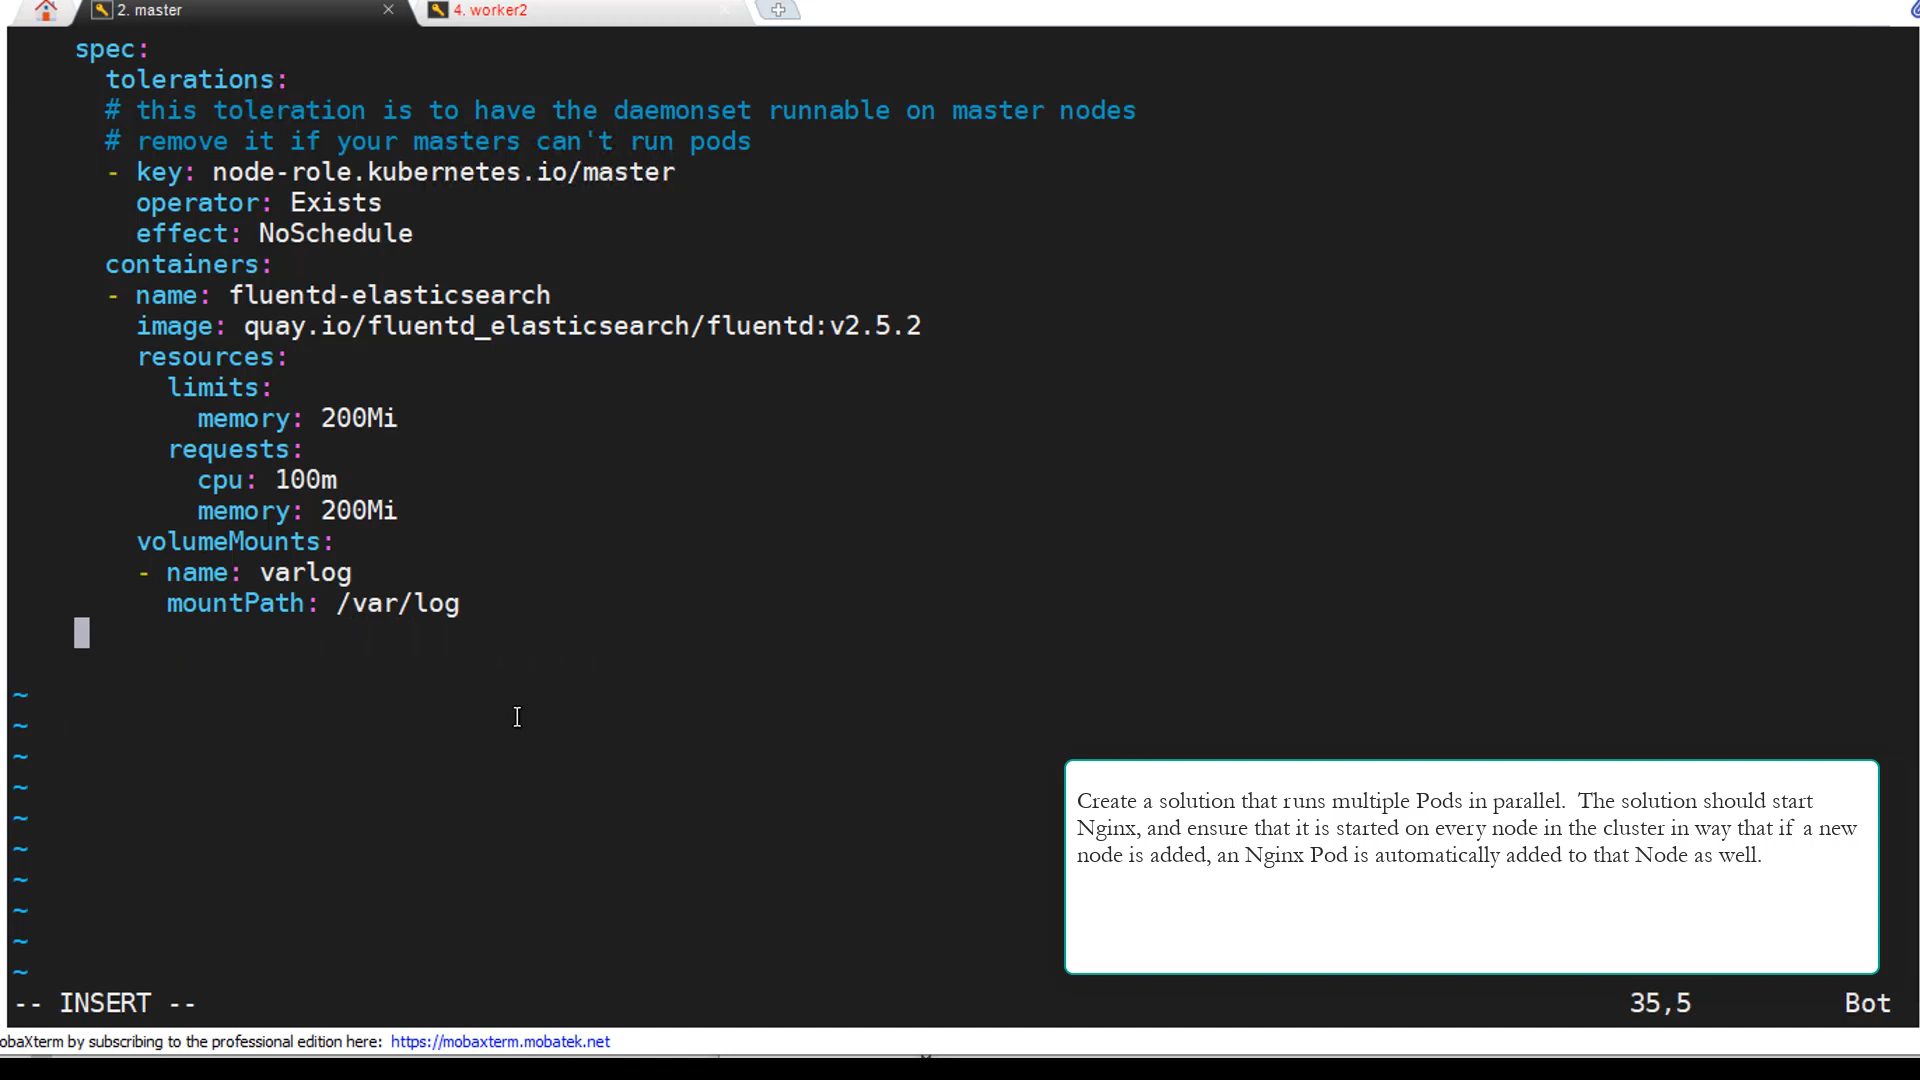 2. master
4. worker2
spec:
tolerations:
# this toleration is to have the daemonset runnable on master nodes
# remove it if your masters can't run pods
- key: node-role.kubernetes.io/master
operator: Exists
effect: NoSchedule
containers:
- name: fluentd-elasticsearch
image: quay.io/fluentd_elasticsearch/fluentd:v2.5.2
resources:
limits:
memory: 200Mi
requests:
cpu: 100m
memory: 200Mi
volumeMounts:
- name: varlog
mountPath: /var/log
~
~
~
~
~
~
~
~
~
~
Create a solution that runs multiple Pods in parallel. The solution should start
Nginx, and ensure that it is started on every node in the cluster in way that if a new
node is added, an Nginx Pod is automatically added to that Node as well.
-- INSERT --
35,5
Bot
obaXterm by subscribing to the professional edition here: https://mobaxterm.mobatek.net